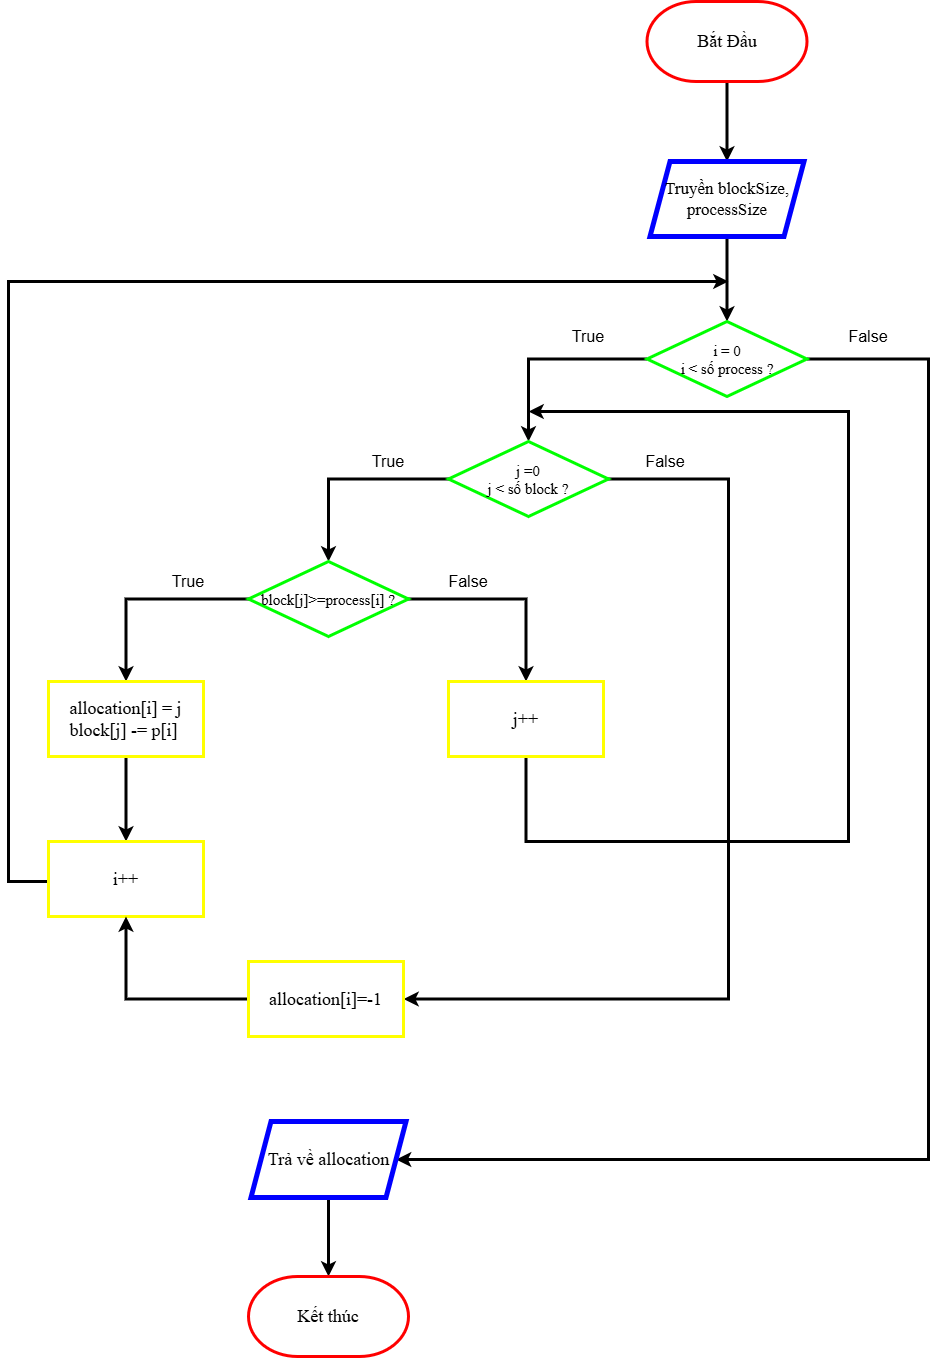 Bắt Đầu
Truyền blockSize,
processSize
True
False
i = 0
i < số process ?
True
False
j =0
j < số block ?
True
False
block[j]>=process[i] ?
allocation[i] = j
block[j] -= p[i]
j++
i++
allocation[i]=-1
Trả về allocation
Kết thúc